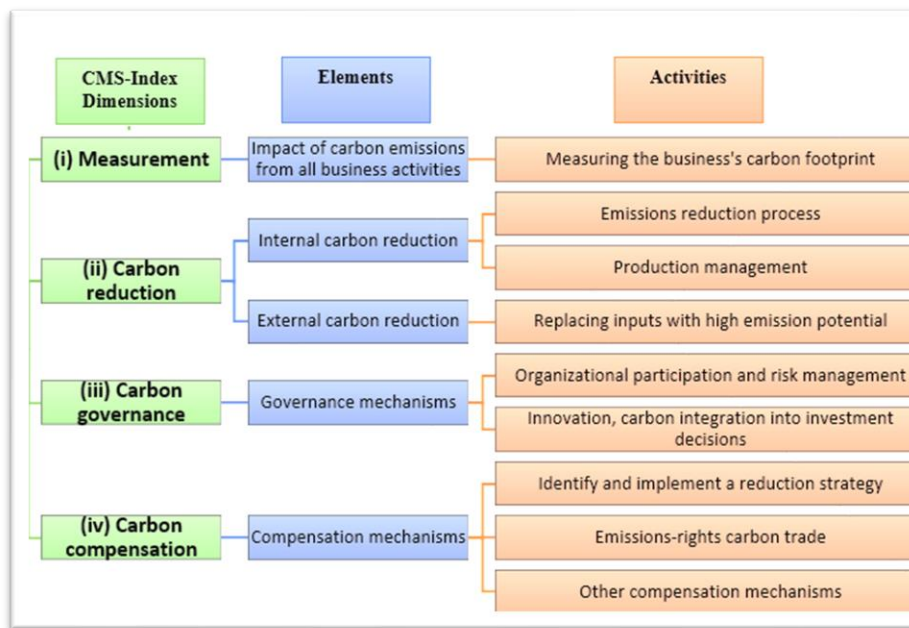 CMS-Index
Dimensions
Elements
Activities
(i) Measurement
Impact of carbon emissions
from all business activities
Measuring the business's carbon footprint
(ii) Carbon
reduction
Internal carbon reduction
Emissions reduction process
Production management
External carbon reduction
Replacing inputs with high emission potential
(iii) Carbon
governance
Governance mechanisms
Organizational participation and risk management
Innovation, carbon integration into investment
decisions
(iv) Carbon
compensation
Compensation mechanisms
Identify and implement a reduction strategy
Emissions-rights carbon trade
Other compensation mechanisms